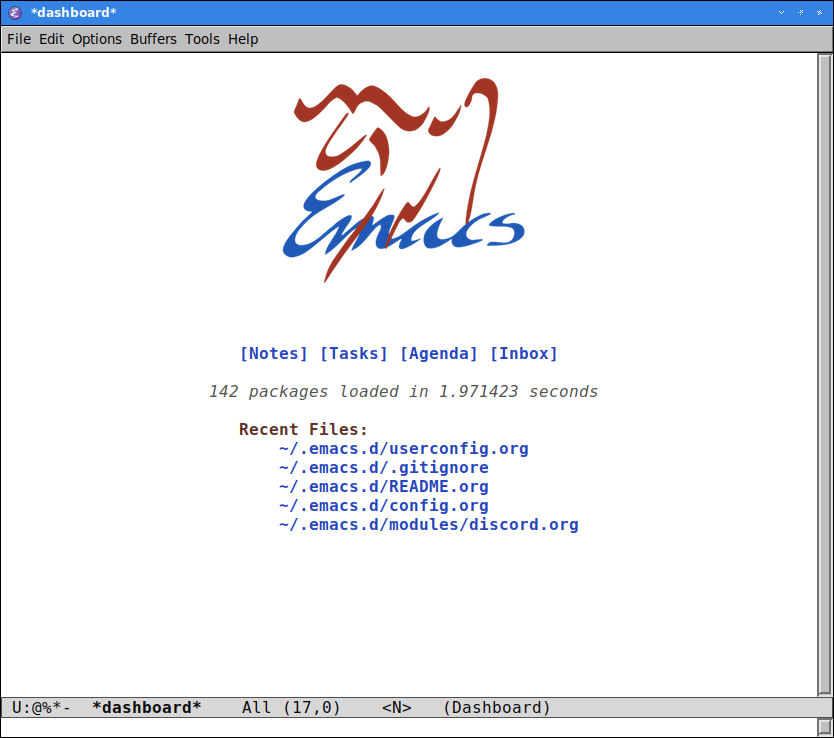 *dashboard*
File Edit Options Buffers Tools Help
Emacs
[Notes] [Tasks] [Agenda] [Inbox]
142 packages loaded in 1.971423 seconds
Recent Files:
~/.emacs.d/userconfig.org
~/.emacs.d/.gitignore
~/.emacs.d/README.org
~/.emacs.d/config.org
~/.emacs.d/modules/discord.org
U:@%*-  *dashboard*    All (17,0)    <N>   (Dashboard)